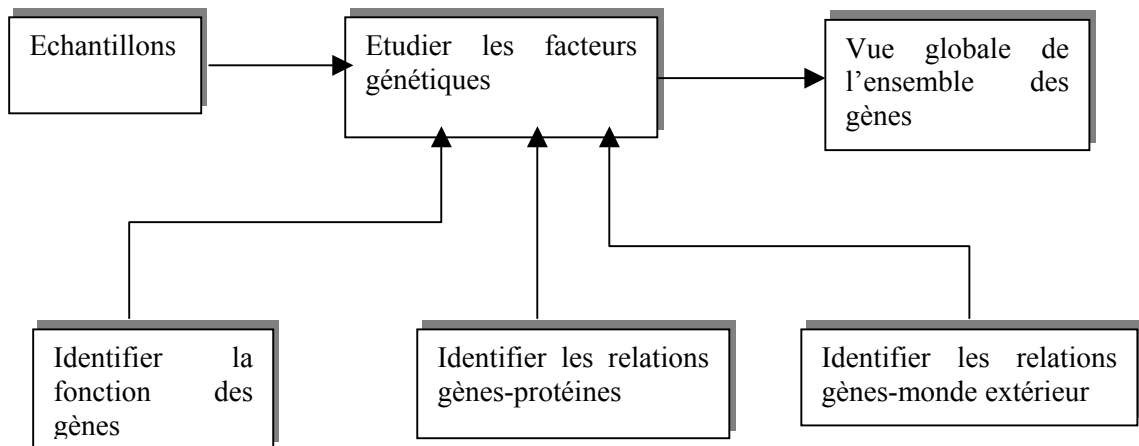 Echantillons
Etudier les facteurs
génétiques
Vue globale de
l’ensemble des
gènes
Identifier la
fonction des
gènes
Identifier les relations
gènes-protéines
Identifier les relations
gènes-monde extérieur